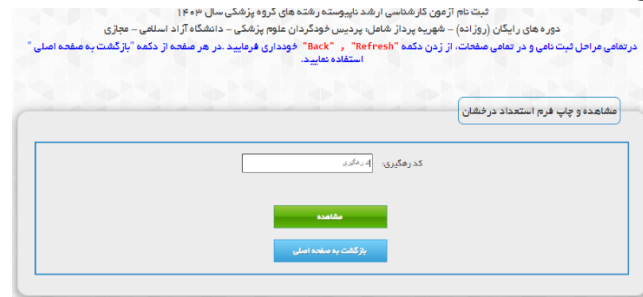 ثبت نام آزمون کارشناسی ارشد ناپیوسته رشته های گروه پزشکی سال ۱۴۰۳
دوره های رایگان (روزانه) - شهریه پرداز شامل: پردیس خودگردان علوم پزشکی - دانشگاه آزاد اسلامی - مجازی
درتمامی مراحل ثبت نامی و در تمامی صفحات، از زدن دکمه "Refresh" , "Back" خودداری فرمایید .در هر صفحه از دکمه "بازگشت به صفحه اصلی "
استفاده نمایید.
مشاهده و چاپ فرم استعداد درخشان
کد رهگیری:
کد رهگیری
مشاهده
بازگشت به صفحه اصلی